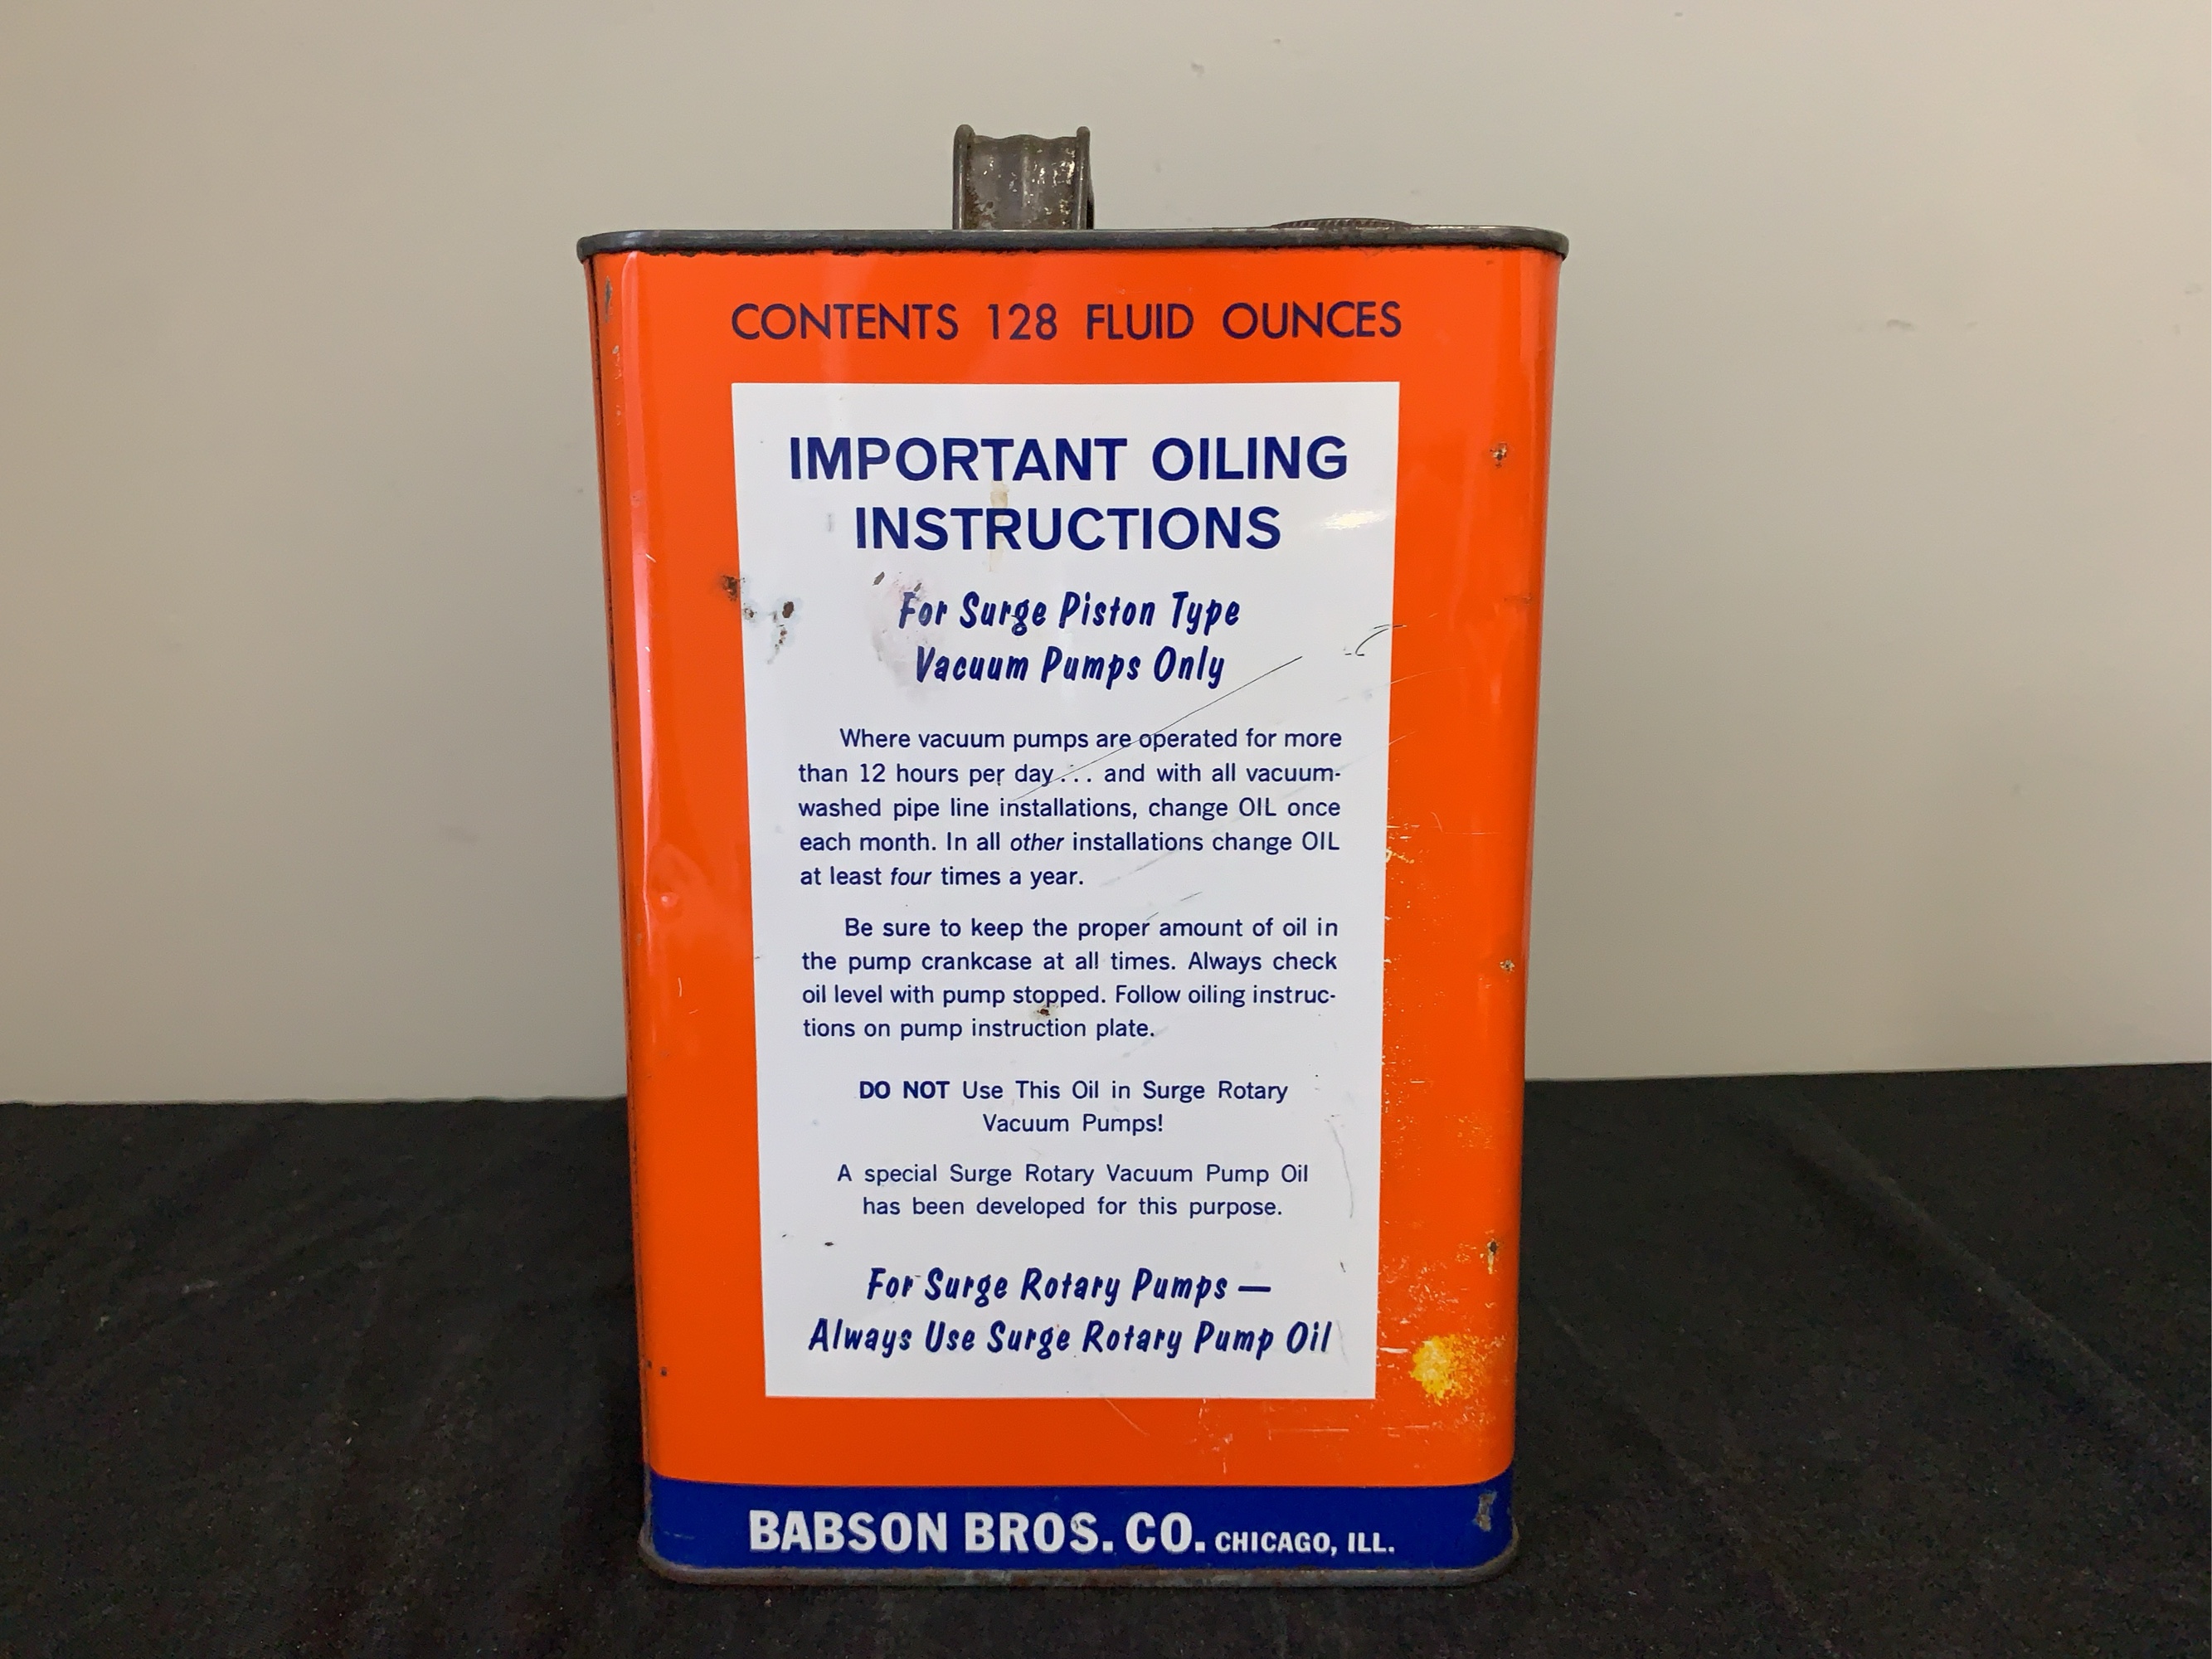 CONTENTS 128 FLUID OUNCES
IMPORTANT OILING
INSTRUCTIONS
For Surge Piston Type
Vacuum Pumps Only
Where vacuum pumps are operated for more
than 12 hours per day... and with all vacuum-
washed pipe line installations, change OIL once
each month. In all other installations change OIL
at least four times a year.
Be sure to keep the proper amount of oil in
the pump crankcase at all times. Always check
oil level with pump stopped. Follow oiling instruc-
tions on pump instruction plate.
DO NOT Use This Oil in Surge Rotary
Vacuum Pumps!
A special Surge Rotary Vacuum Pump Oil
has been developed for this purpose.
For Surge Rotary Pumps —
Always Use Surge Rotary Pump Oil
BABSON BROS. CO. CHICAGO, ILL.